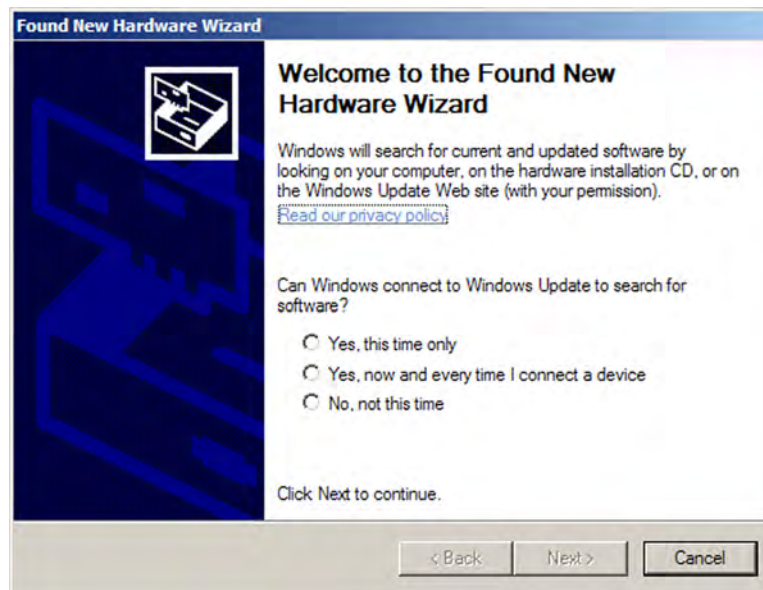 Found New Hardware Wizard
Welcome to the Found New
Hardware Wizard
Windows will search for current and updated software by
looking on your computer, on the hardware installation CD, or on
the Windows Update Web site (with your permission).
Read our privacy policy
Can Windows connect to Windows Update to search for
software?
Yes, this time only
Yes, now and every time I connect a device
No, not this time
Click Next to continue.
< Back
Next >
Cancel